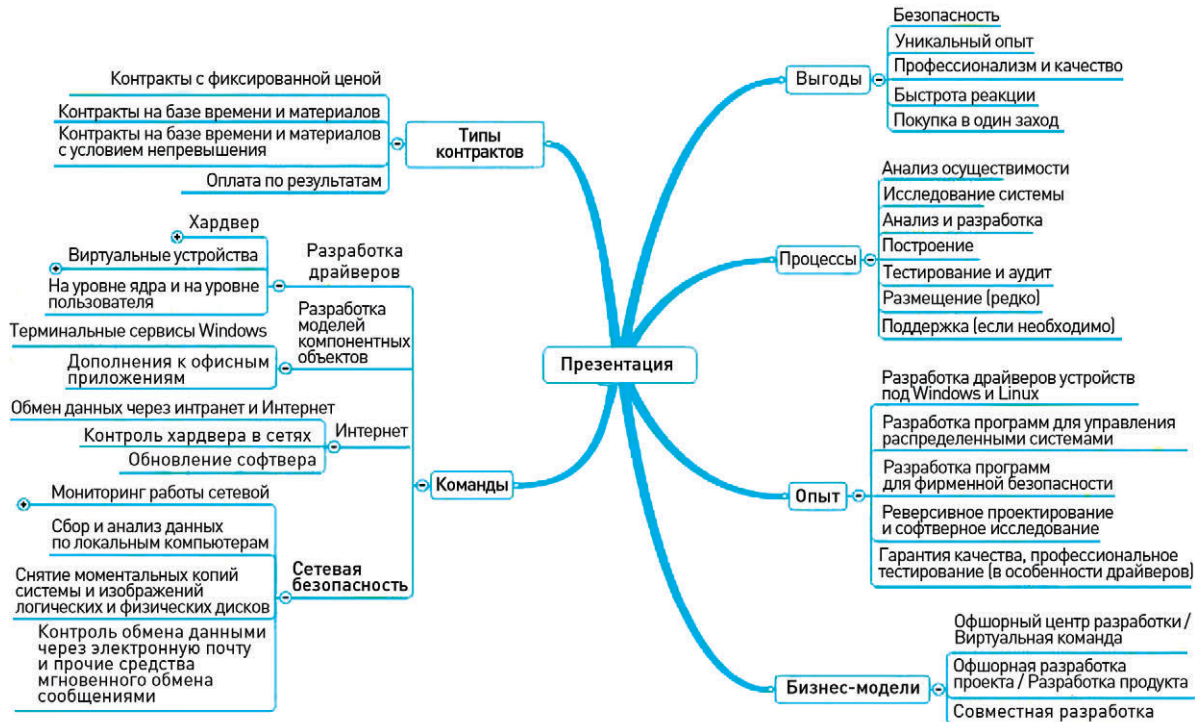 Презентация
Типы
контрактов
Контракты с фиксированной ценой
Контракты на базе времени и материалов
Контракты на базе времени и материалов
с условием непревышения
Оплата по результатам
Команды
Разработка
драйверов
Хардвер
Виртуальные устройства
На уровне ядра и на уровне
пользователя
Разработка
моделей
компонентных
объектов
Терминальные сервисы Windows
Дополнения к офисным
приложениям
Интернет
Обмен данных через интранет и Интернет
Контроль хардвера в сетях
Обновление софтвера
Сетевая
безопасность
Мониторинг работы сетевой
Сбор и анализ данных
по локальным компьютерам
Снятие моментальных копий
системы и изображений
логических и физических дисков
Контроль обмена данными
через электронную почту
и прочие средства
мгновенного обмена
сообщениями
Выгоды
Безопасность
Уникальный опыт
Профессионализм и качество
Быстрота реакции
Покупка в один заход
Процессы
Анализ осуществимости
Исследование системы
Анализ и разработка
Построение
Тестирование и аудит
Размещение (редко)
Поддержка (если необходимо)
Опыт
Разработка драйверов устройств
под Windows и Linux
Разработка программ для управления
распределенными системами
Разработка программ
для фирменной безопасности
Реверсивное проектирование
и софтверное исследование
Гарантия качества, профессиональное
тестирование (в особенности драйверов)
Бизнес-модели
Офшорный центр разработки /
Виртуальная команда
Офшорная разработка
проекта / Разработка продукта
Совместная разработка